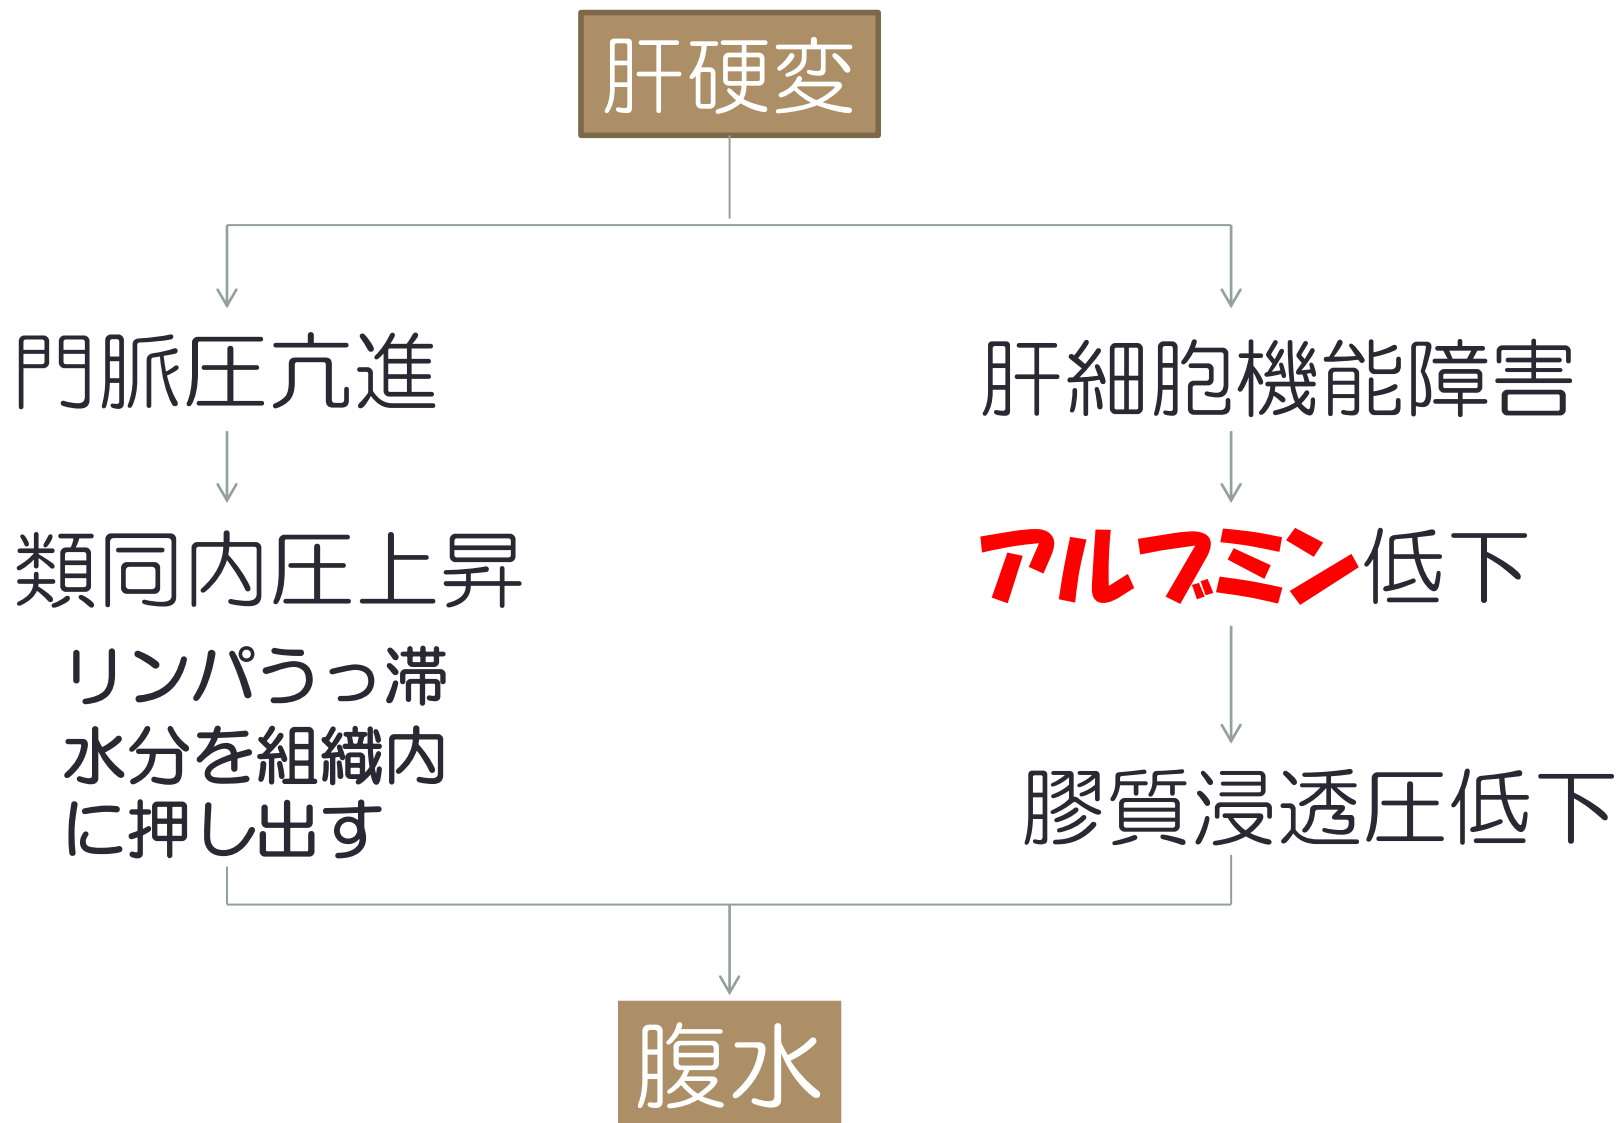 肝硬変
門脈圧亢進
類同内圧上昇
リンパうっ滞
水分を組織内
に押し出す
肝細胞機能障害
アルブミン低下
膠質浸透圧低下
腹水